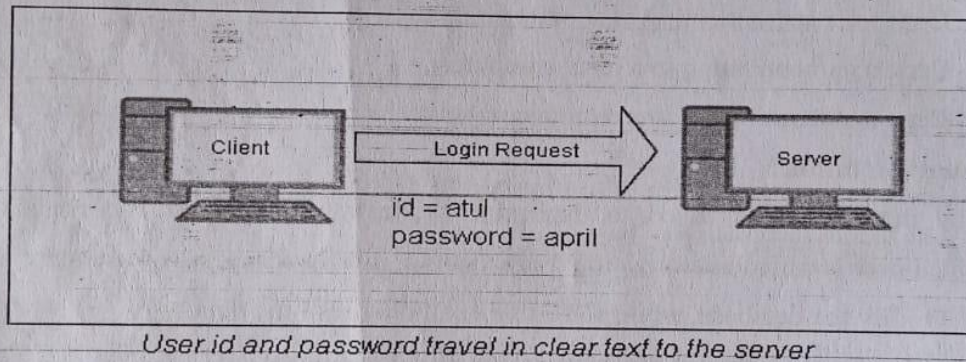 Client
Login Request
Server
id = atul
password = april
User id and password travel in clear text to the server